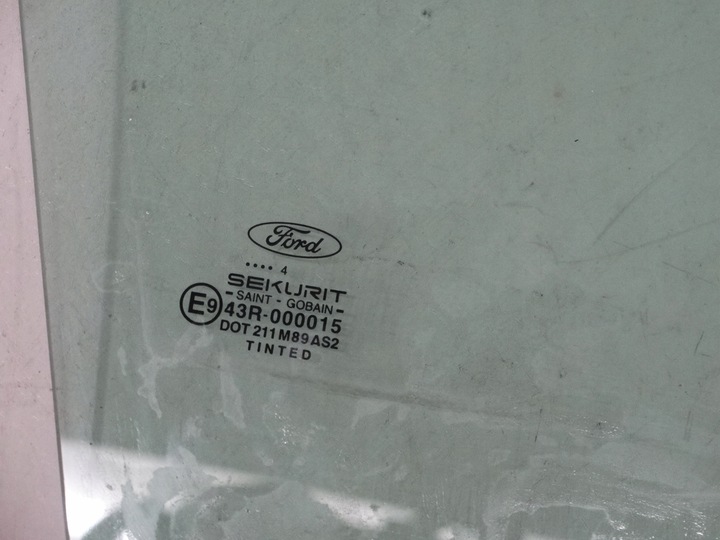 Ford
.... 4
SEKURIT
- SAINT - GOBAIN -
E9 43R-000015
DOT 211 M89 AS2
TINTED